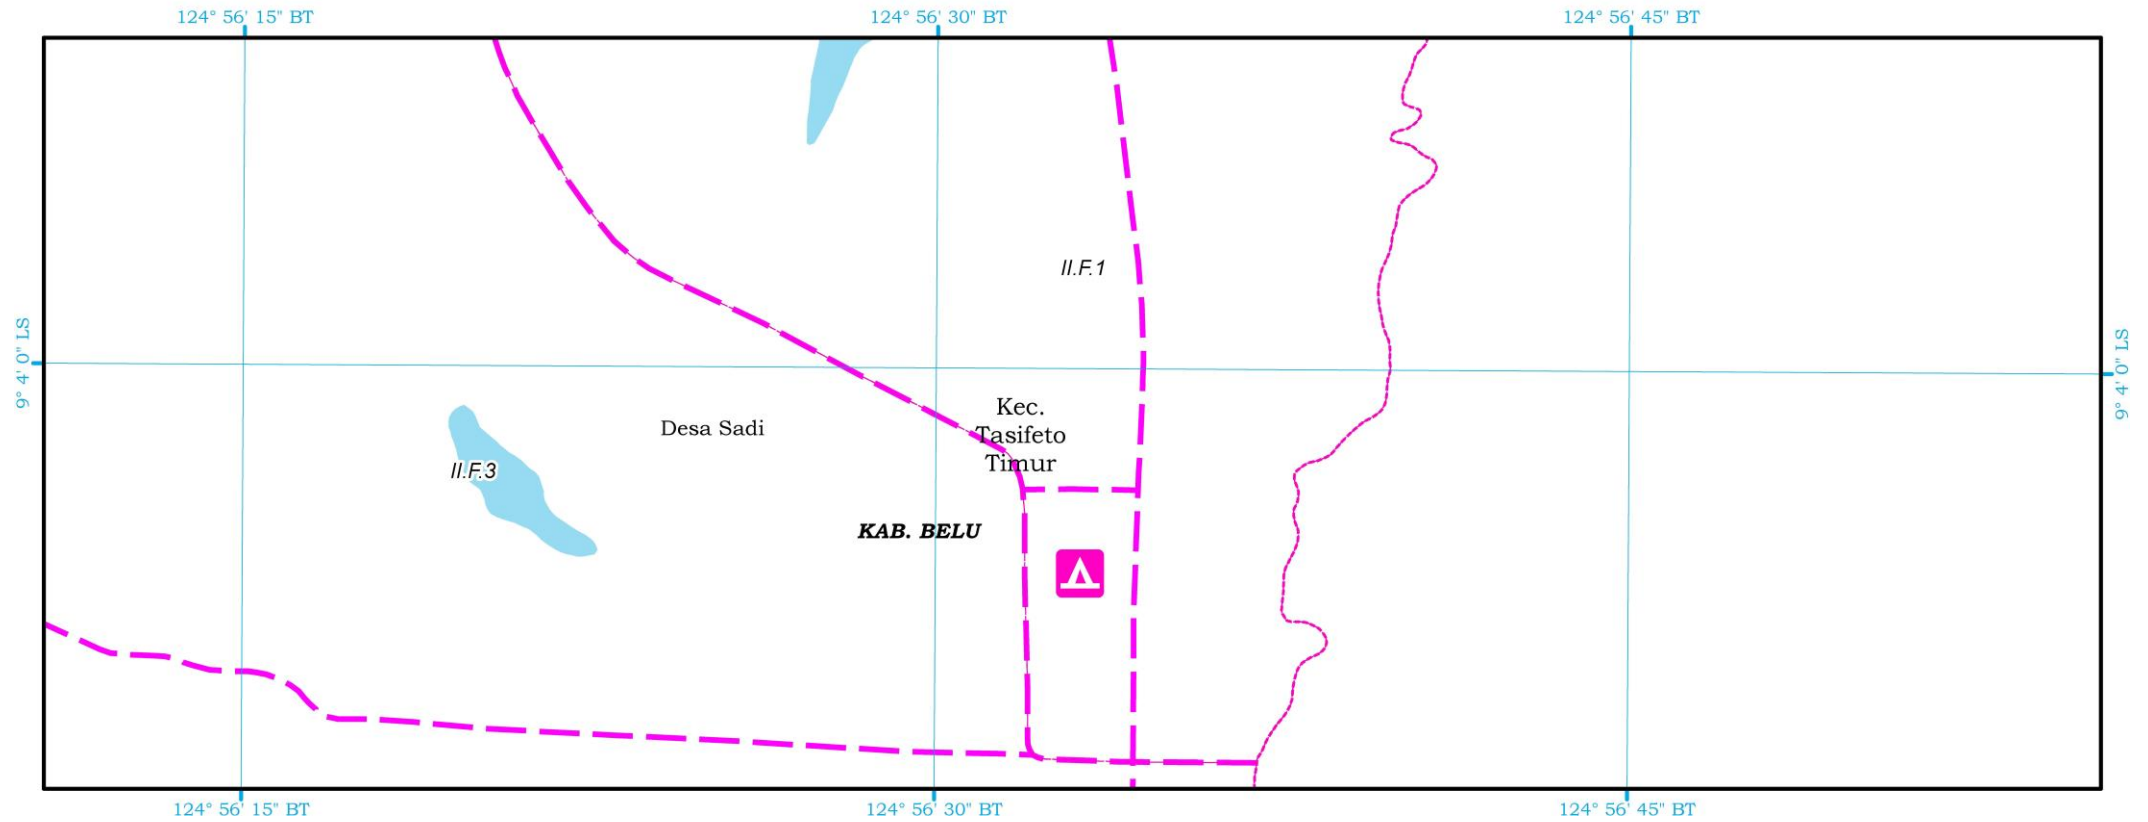 124° 56' 15" BT
124° 56' 30" BT
124° 56' 45" BT
II.F.1
9° 4' 0" LS
9° 4' 0" LS
Kec.
Tasifeto
Timur
Desa Sadi
II.F.3
KAB. BELU
124° 56' 15" BT
124° 56' 30" BT
124° 56' 45" BT